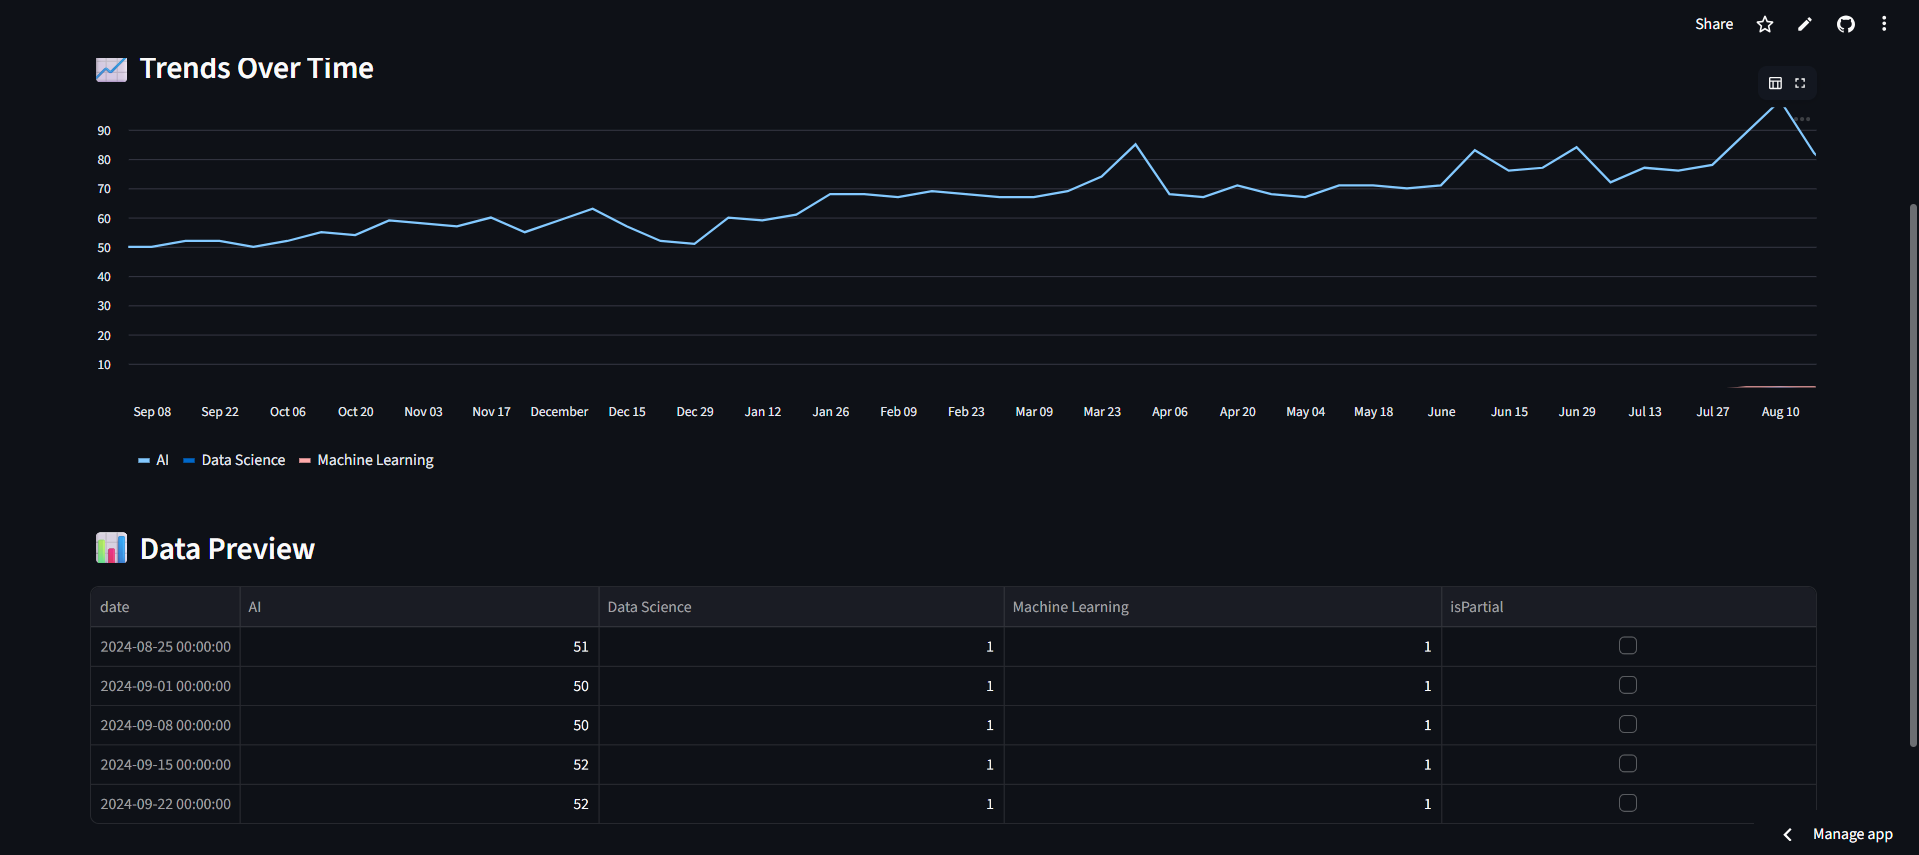 Share
Trends Over Time
90
80
70
60
50
40
30
20
10
Sep 08 Sep 22 Oct 06 Oct 20 Nov 03 Nov 17 December Dec 15 Dec 29 Jan 12 Jan 26 Feb 09 Feb 23 Mar 09 Mar 23 Apr 06 Apr 20 May 04 May 18 June Jun 15 Jun 29 Jul 13 Jul 27 Aug 10
AI Data Science Machine Learning
Data Preview
date AI Data Science Machine Learning isPartial
2024-08-25 00:00:00 51 1 1
2024-09-01 00:00:00 50 1 1
2024-09-08 00:00:00 50 1 1
2024-09-15 00:00:00 52 1 1
2024-09-22 00:00:00 52 1 1
Manage app